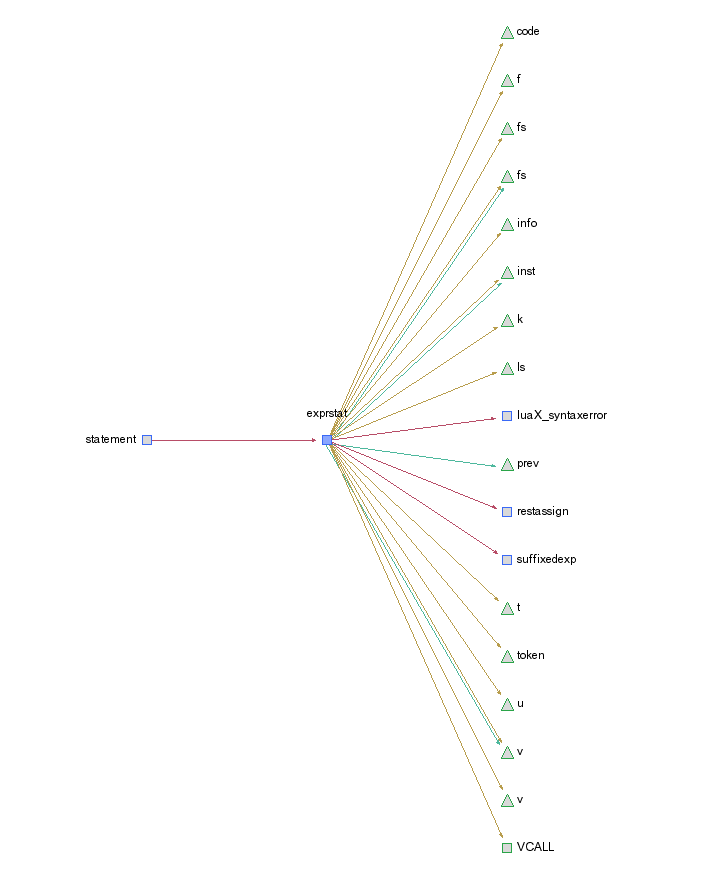 code
f
fs
fs
info
inst
k
ls
exprstat
luaX_syntaxerror
statement
prev
restassign
suffixedexp
t
token
u
v
v
VCALL